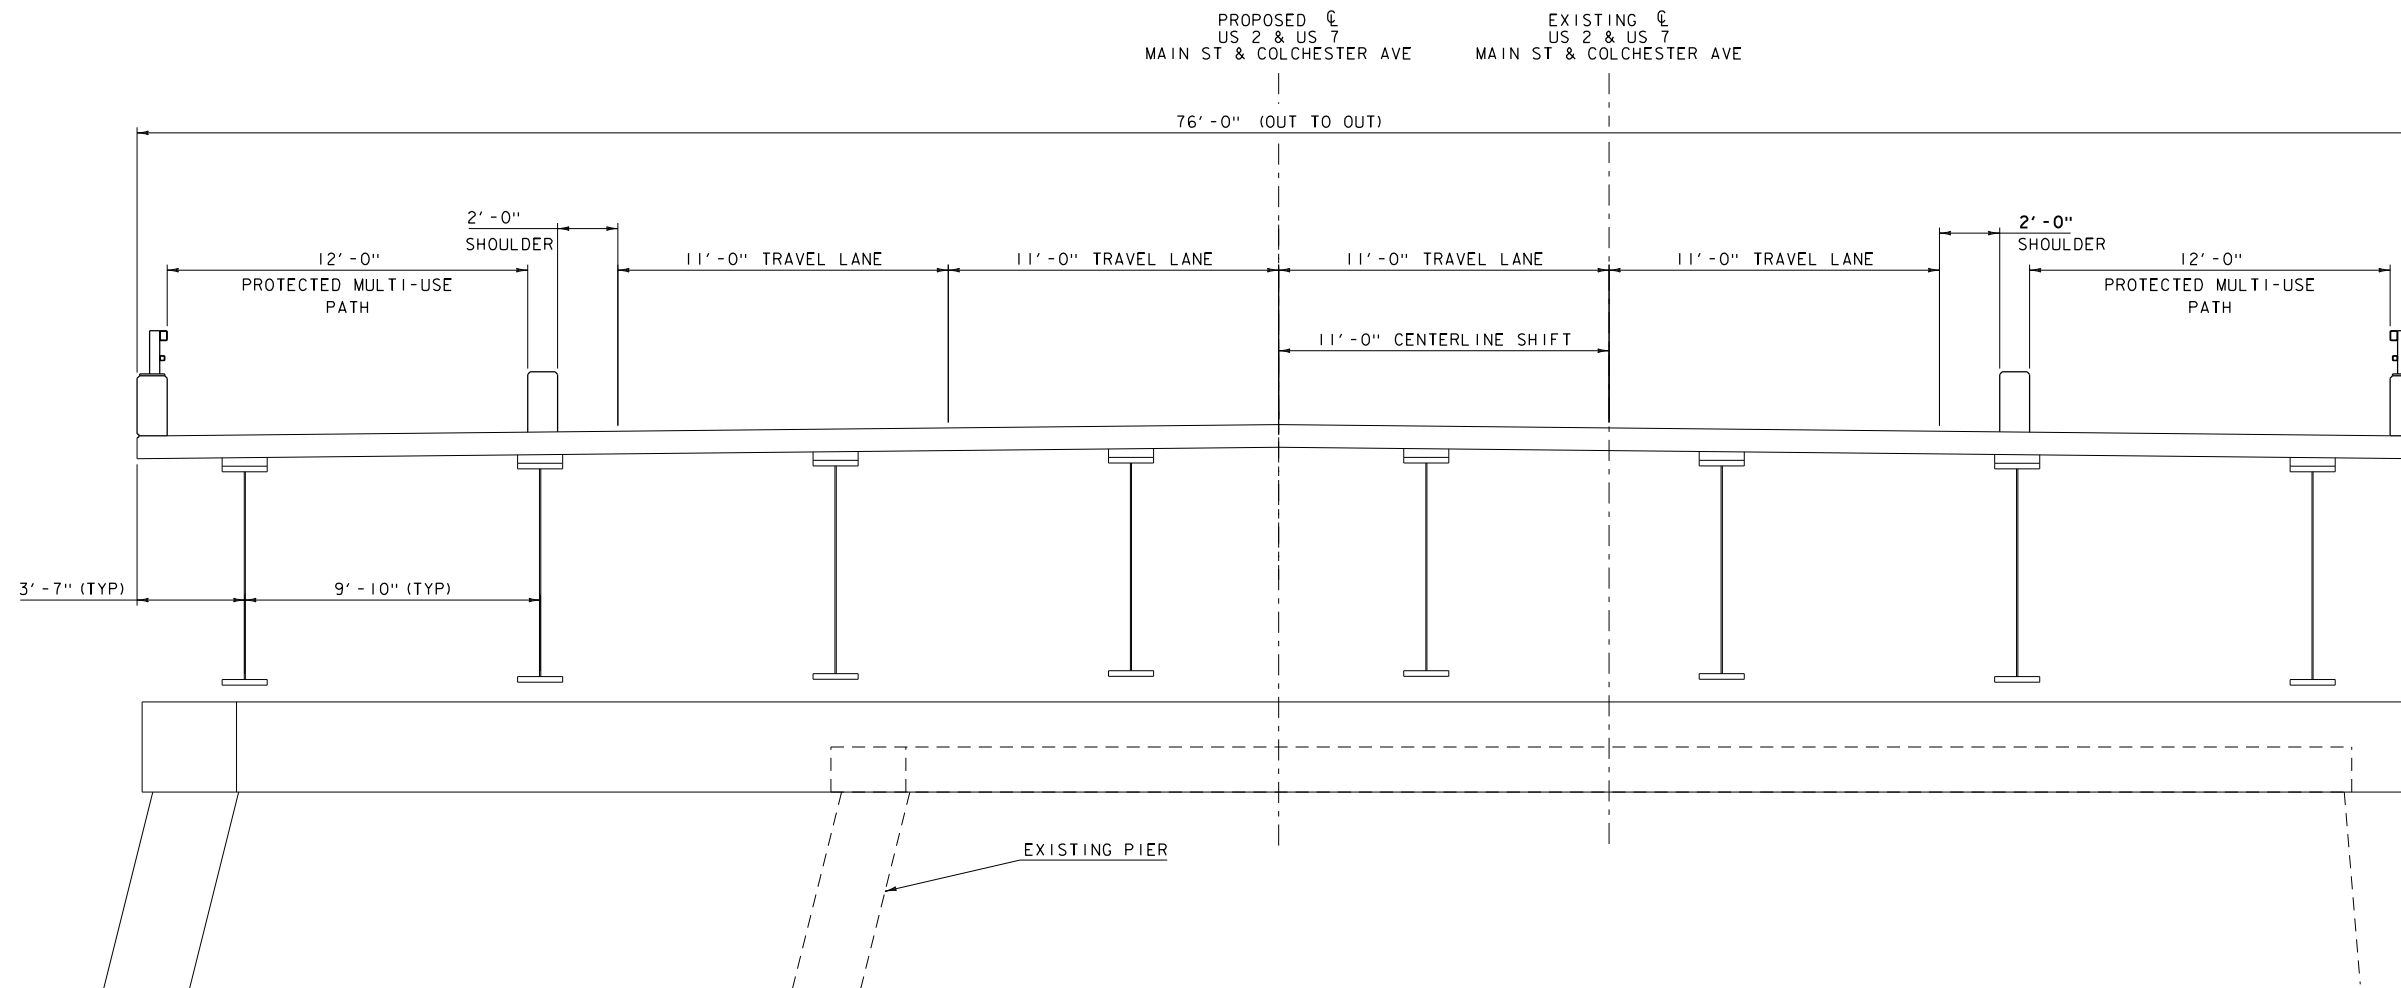 PROPOSED ℄
US 2 & US 7
MAIN ST & COLCHESTER AVE
EXISTING ℄
US 2 & US 7
MAIN ST & COLCHESTER AVE
76'-0" (OUT TO OUT)
2'-0"
SHOULDER
2'-0"
SHOULDER
12'-0"
PROTECTED MULTI-USE
PATH
11'-0" TRAVEL LANE
11'-0" TRAVEL LANE
11'-0" TRAVEL LANE
11'-0" TRAVEL LANE
12'-0"
PROTECTED MULTI-USE
PATH
11'-0" CENTERLINE SHIFT
3'-7" (TYP)
9'-10" (TYP)
EXISTING PIER